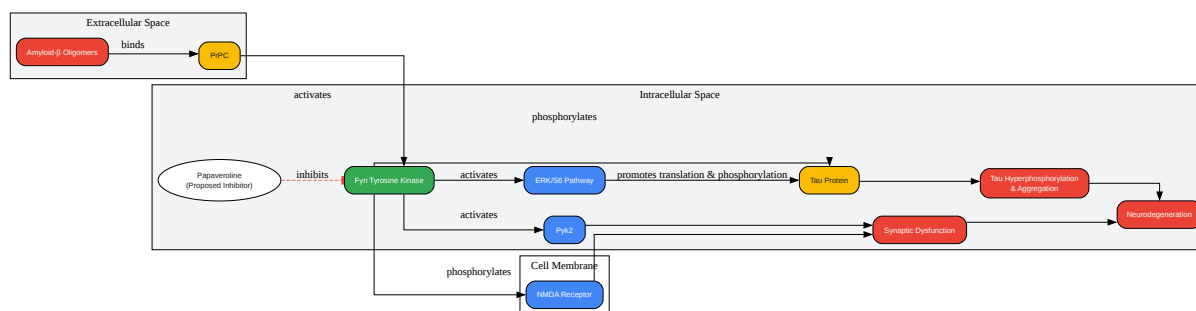 Extracellular Space
binds
Amyloid-β Oligomers
PrPC
activates
Intracellular Space
phosphorylates
Papaveroline
(Proposed Inhibitor)
inhibits
Fyn Tyrosine Kinase
activates
ERK/S6 Pathway
promotes translation & phosphorylation
Tau Protein
Tau Hyperphosphorylation
& Aggregation
activates
Pyk2
Synaptic Dysfunction
Neurodegeneration
phosphorylates
Cell Membrane
NMDA Receptor